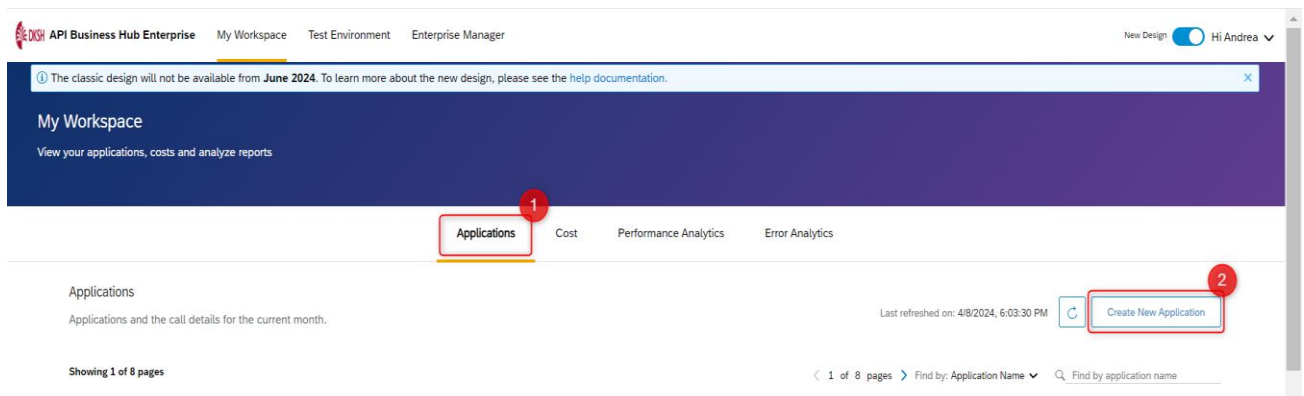 DKSH API Business Hub Enterprise My Workspace Test Environment Enterprise Manager New Design Hi Andrea
The classic design will not be available from June 2024. To learn more about the new design, please see the help documentation. X
My Workspace
View your applications, costs and analyze reports
1
Applications Cost Performance Analytics Error Analytics
2
Applications
Last refreshed on: 4/8/2024, 6:03:30 PM Create New Application
Applications and the call details for the current month.
Showing 1 of 8 pages 1 of 8 pages Find by: Application Name Find by application name